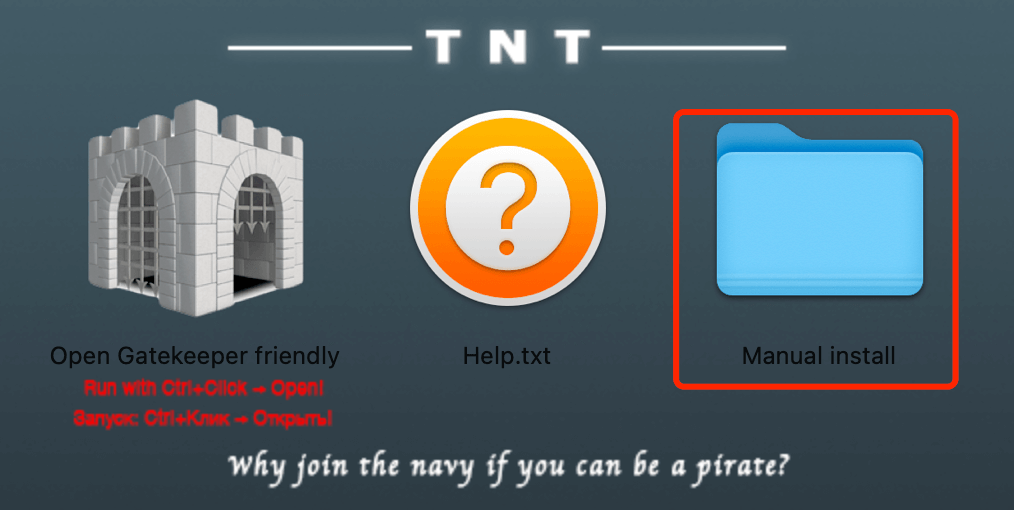 TNT
Open Gatekeeper friendly
Help.txt
Manual install
Run with Ctrl+Click → Open!
Запуск: Ctrl+Клик → Открыть!
Why join the navy if you can be a pirate?